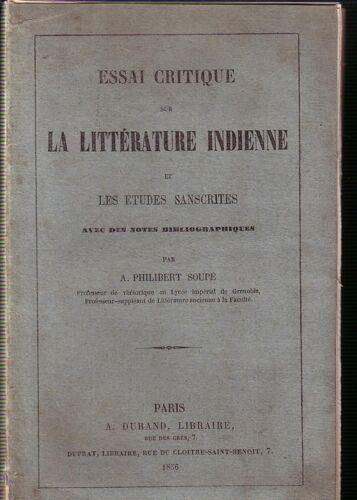 ESSAI CRITIQUE
SUR
LA LITTÉRATURE INDIENNE
ET
LES ETUDES SANSCRITES
AVEC DES NOTES BIBLIOGRAPHIQUES
PAR
A. PHILIBERT SOUPÉ
Professeur de rhétorique au Lycée impérial de Grenoble,
Professeur-suppléant de Littérature ancienne à la Faculté.
PARIS
A. DURAND, LIBRAIRE,
RUE DES GRÉS, 7
DUPRAT, LIBRAIRE, RUE DU CLOITRE-SAINT-BENOIT, 7.
1856